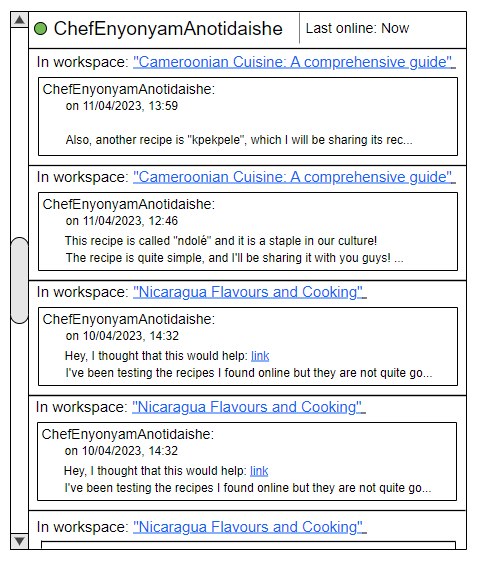 ChefEnyonyamAnotidaishe Last online: Now
In workspace: "Cameroonian Cuisine: A comprehensive guide"
ChefEnyonyamAnotidaishe:
on 11/04/2023, 13:59
Also, another recipe is "kpekpele", which I will be sharing its rec...
In workspace: "Cameroonian Cuisine: A comprehensive guide"
ChefEnyonyamAnotidaishe:
on 11/04/2023, 12:46
This recipe is called "ndolé" and it is a staple in our culture!
The recipe is quite simple, and I'll be sharing it with you guys! ...
In workspace: "Nicaragua Flavours and Cooking"
ChefEnyonyamAnotidaishe:
on 10/04/2023, 14:32
Hey, I thought that this would help: link
I've been testing the recipes I found online but they are not quite go...
In workspace: "Nicaragua Flavours and Cooking"
ChefEnyonyamAnotidaishe:
on 10/04/2023, 14:32
Hey, I thought that this would help: link
I've been testing the recipes I found online but they are not quite go...
In workspace: "Nicaragua Flavours and Cooking"